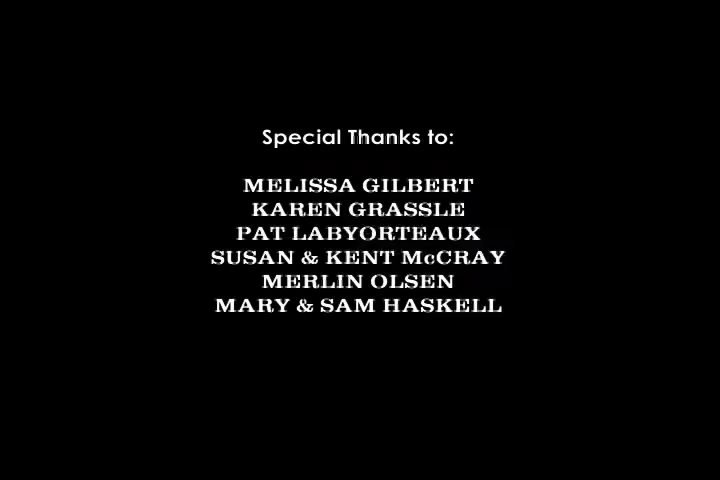 Special Thanks to:
MELISSA GILBERT
KAREN GRASSLE
PAT LABYORTEAUX
SUSAN & KENT McCRAY
MERLIN OLSEN
MARY & SAM HASKELL